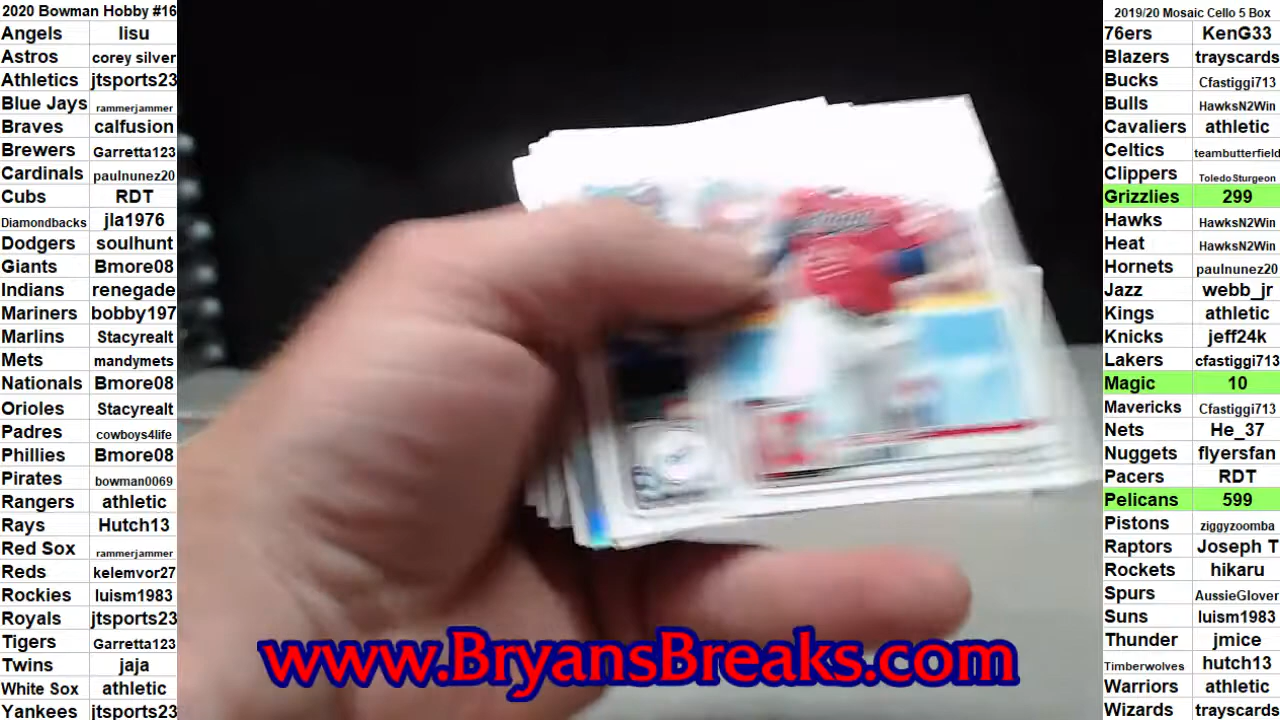 2020 Bowman Hobby #16
Angels lisu
Astros corey silver
Athletics jtsports23
Blue Jays rammerjammer
Braves calfusion
Brewers Garretta123
Cardinals paulnunez20
Cubs RDT
Diamondbacks jla1976
Dodgers soulhunt
Giants Bmore08
Indians renegade
Mariners bobby197
Marlins Stacyrealt
Mets mandymets
Nationals Bmore08
Orioles Stacyrealt
Padres cowboys4life
Phillies Bmore08
Pirates bowman0069
Rangers athletic
Rays Hutch13
Red Sox rammerjammer
Reds kelemvor27
Rockies luism1983
Royals jtsports23
Tigers Garretta123
Twins jaja
White Sox athletic
Yankees jtsports23
www.BryansBreaks.com
2019/20 Mosaic Cello 5 Box
76ers KenG33
Blazers trayscards
Bucks Cfastiggi713
Bulls HawksN2Win
Cavaliers athletic
Celtics teambutterfield
Clippers ToledoSturgeon
Grizzlies 299
Hawks HawksN2Win
Heat HawksN2Win
Hornets paulnunez20
Jazz webb_jr
Kings athletic
Knicks jeff24k
Lakers cfastiggi713
Magic 10
Mavericks Cfastiggi713
Nets He_37
Nuggets flyersfan
Pacers RDT
Pelicans 599
Pistons ziggyzoomba
Raptors Joseph T
Rockets hikaru
Spurs AussieGlover
Suns luism1983
Thunder jmice
Timberwolves hutch13
Warriors athletic
Wizards trayscards